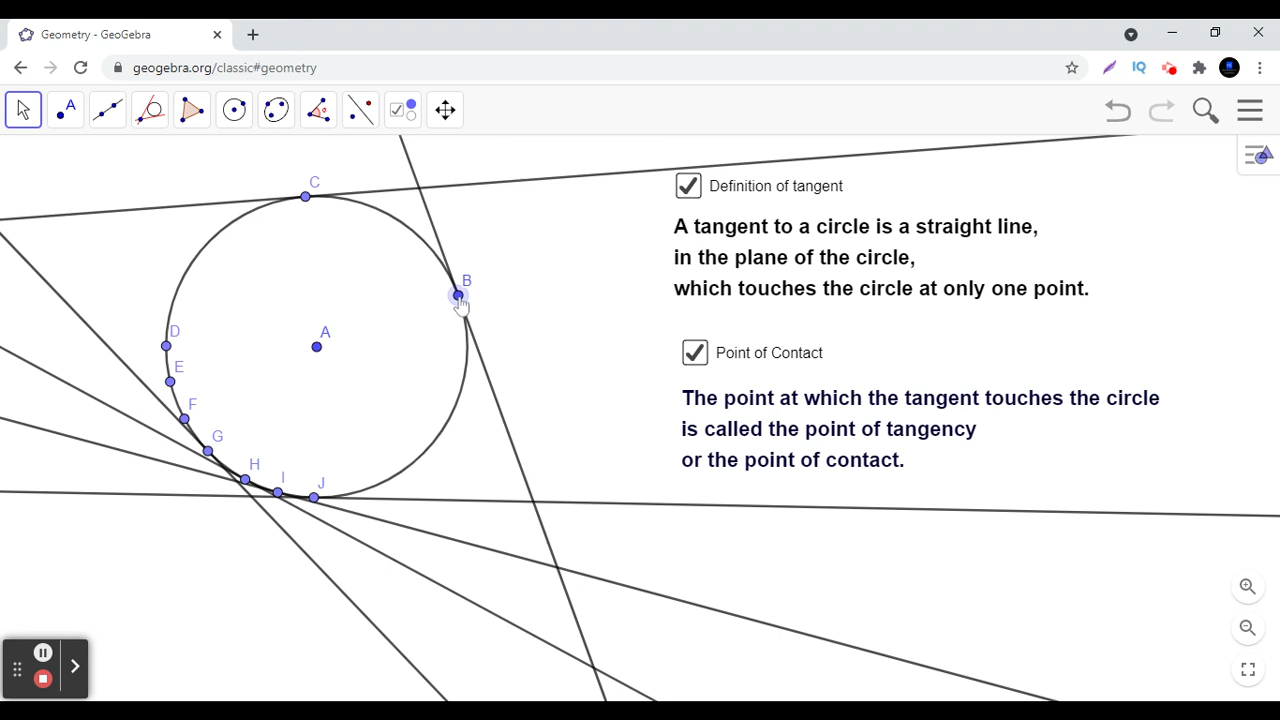 Geometry - GeoGebra
geogebra.org/classic#geometry
IQ
A
C
Definition of tangent
A tangent to a circle is a straight line,
in the plane of the circle,
which touches the circle at only one point.
B
D
A
Point of Contact
E
The point at which the tangent touches the circle
F
is called the point of tangency
G
or the point of contact.
H
I
J